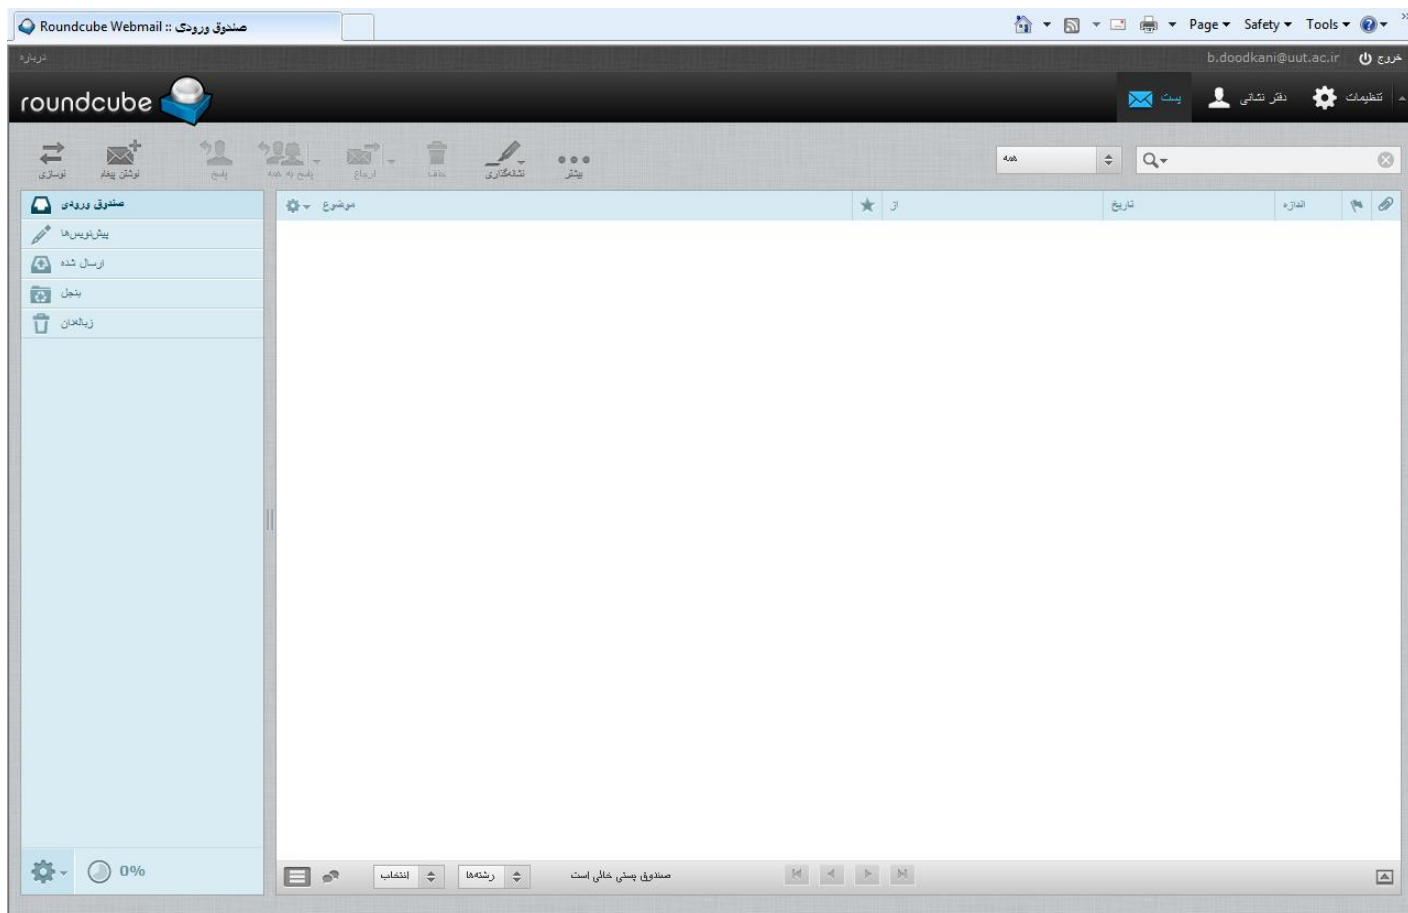 Roundcube Webmail :: صندوق ورودی
Page Safety Tools
درباره
b.doodkani@uut.ac.ir خروج
roundcube
پست دفتر نشانی تنظیمات
نوسازی نوشتن پیغام پاسخ پاسخ به همه ارجاع حذف نشانه‌گذاری بیشتر
همه
موضوع از تاریخ اندازه
صندوق ورودی
پیش‌نویس‌ها
ارسال شده
بنجل
زباله‌دان
0%
انتخاب رشته‌ها صندوق پستی خالی است